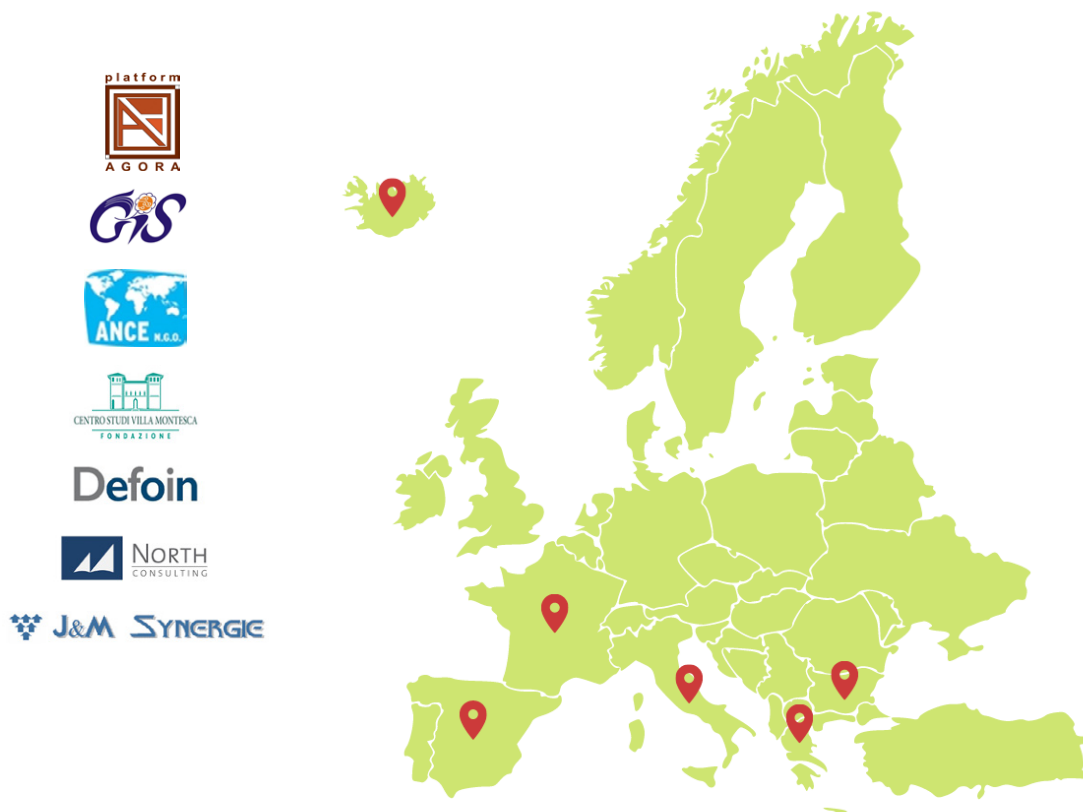 platform
AGORA
GIS
ANCE N.G.O.
CENTRO STUDI VILLA MONTESCA
FONDAZIONE
Defoin
NORTH
CONSULTING
J&M SYNERGIE